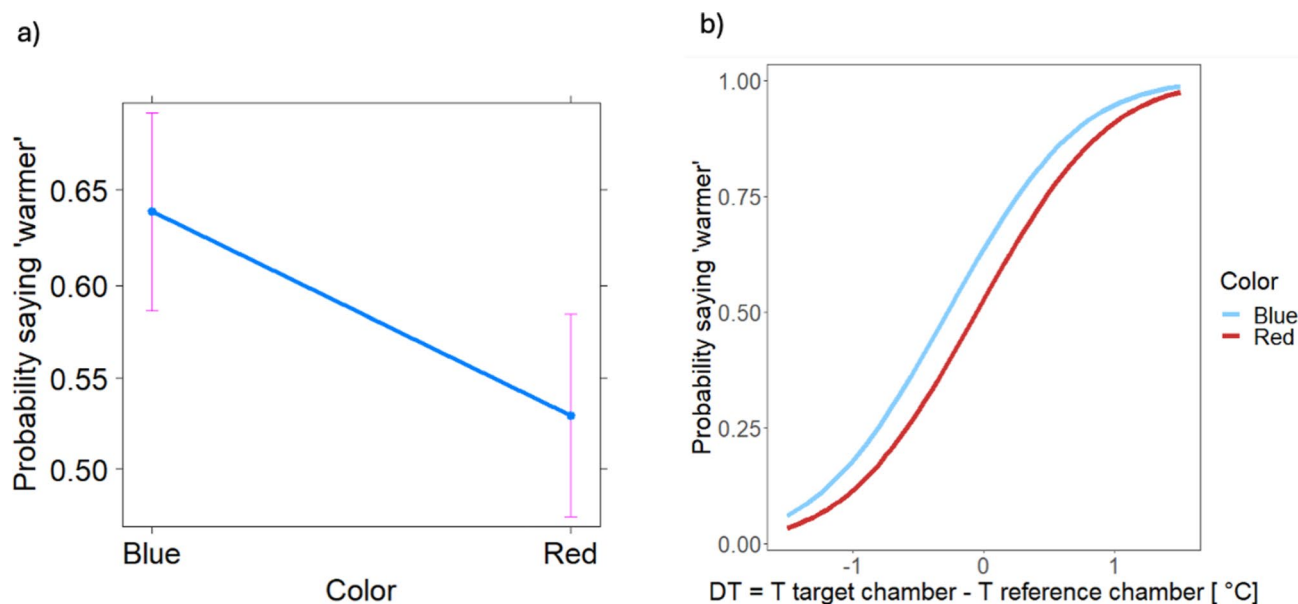 a)
Probability saying 'warmer'
0.65
0.60
0.55
0.50
Blue
Red
Color
b)
Probability saying 'warmer'
1.00
0.75
0.50
0.25
0.00
-1
0
1
DT = T target chamber - T reference chamber [ °C]
Color
Blue
Red